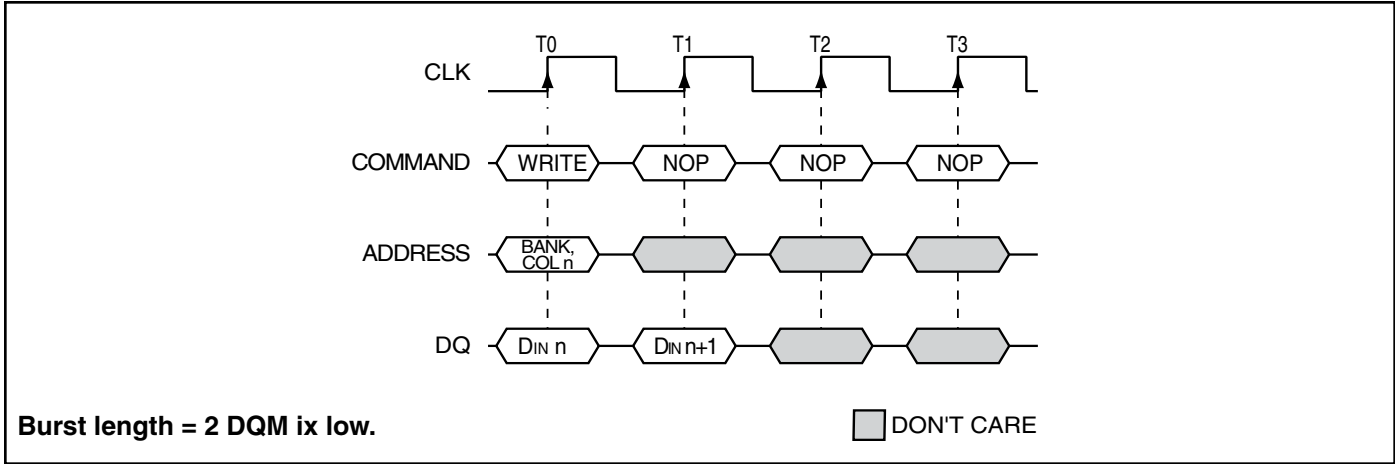 T0 T1 T2 T3
CLK
COMMAND WRITE NOP NOP NOP
ADDRESS BANK,
COL n
DQ DIN n DIN n+1
Burst length = 2 DQM ix low. DON'T CARE